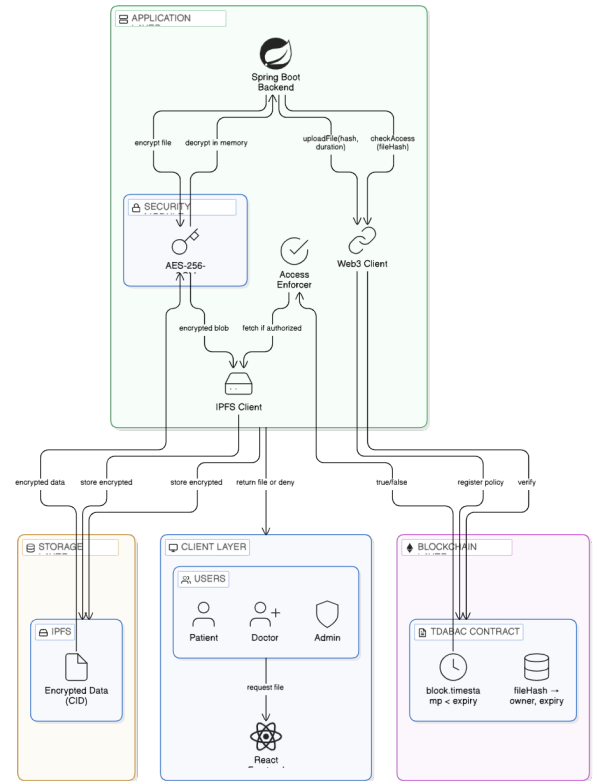 APPLICATION
Spring Boot
Backend
encrypt file
decrypt in memory
uploadFile(hash,
duration)
checkAccess
(fileHash)
SECURITY
AES-256-
Access
Enforcer
Web3 Client
encrypted blob
fetch if authorized
IPFS Client
encrypted data
store encrypted
store encrypted
return file or deny
true/false
register policy
verify
STORAGE
CLIENT LAYER
BLOCKCHAIN
USERS
IPFS
TDABAC CONTRACT
Patient
Doctor
Admin
Encrypted Data
(CID)
block.timesta
mp < expiry
fileHash →
owner, expiry
request file
React